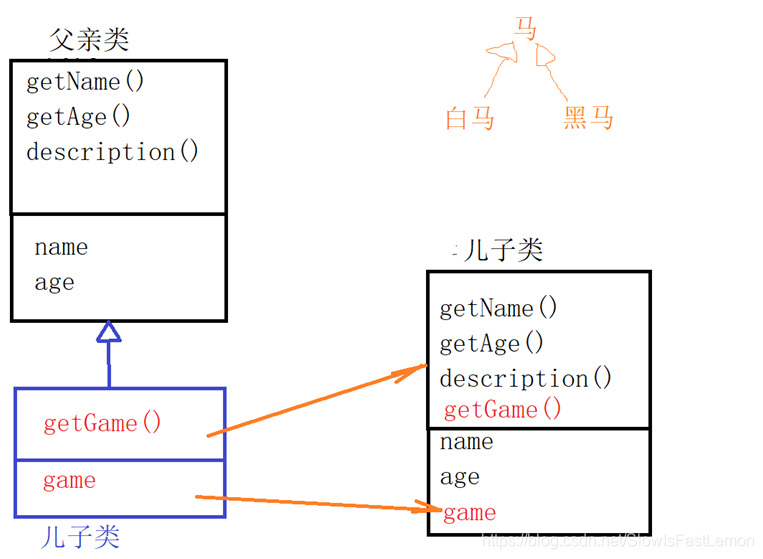 父亲类
getName()
getAge()
description()
name
age
getGame()
game
儿子类
马
白马
黑马
儿子类
getName()
getAge()
description()
getGame()
name
age
game
https://blog.csdn.net/SlowIsFastLemon